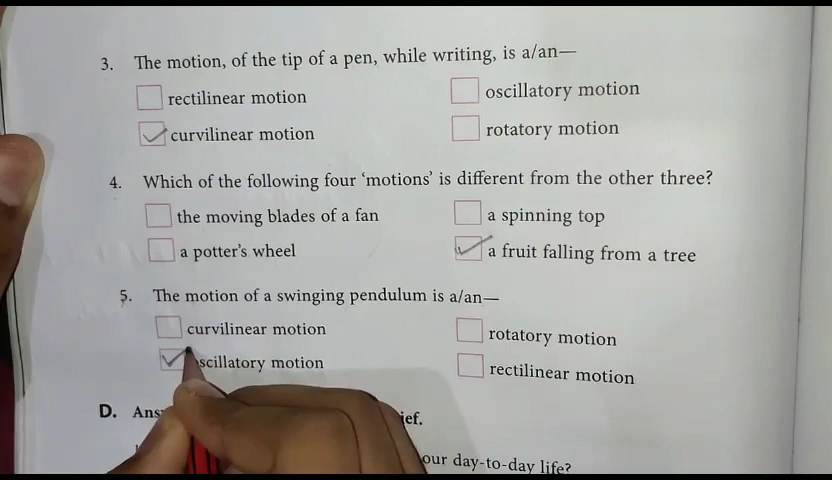 3. The motion, of the tip of a pen, while writing, is a/an—
rectilinear motion oscillatory motion
curvilinear motion rotatory motion
4. Which of the following four ‘motions’ is different from the other three?
the moving blades of a fan a spinning top
a potter's wheel a fruit falling from a tree
5. The motion of a swinging pendulum is a/an—
curvilinear motion rotatory motion
scillatory motion rectilinear motion
D. Ans ief.
our day-to-day life?